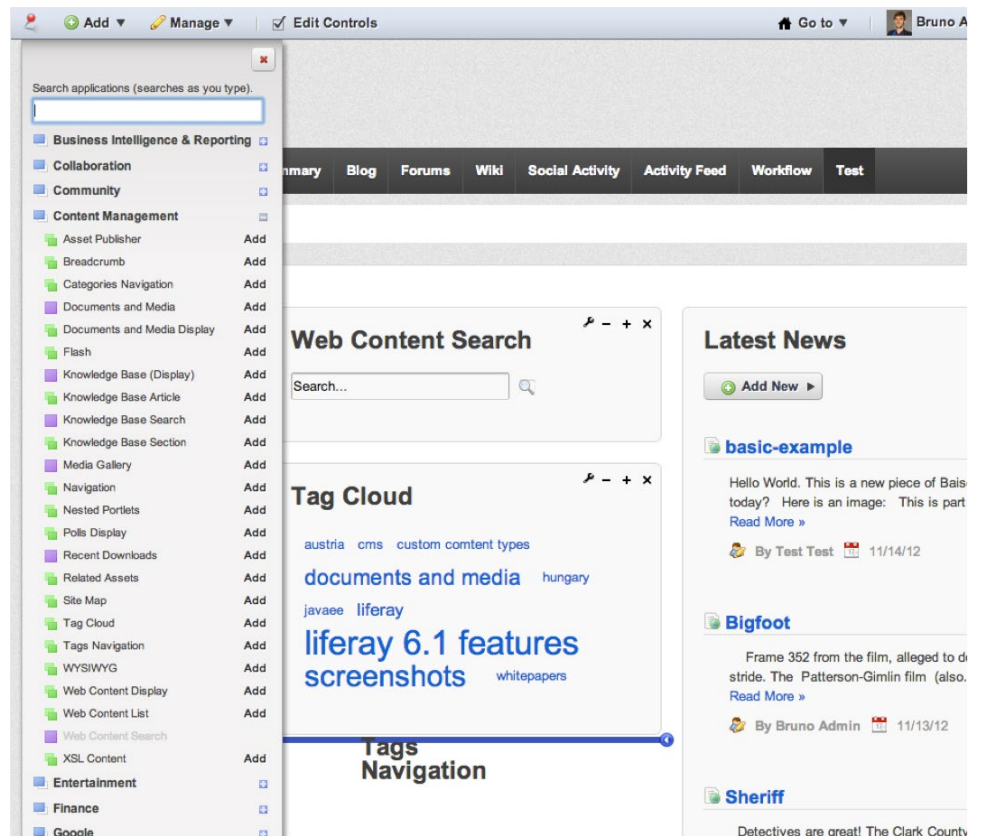 Add ▼ Manage ▼ Edit Controls Go to ▼ Bruno A
Search applications (searches as you type).
Business Intelligence & Reporting
Collaboration
Community
Content Management
Asset Publisher Add
Breadcrumb Add
Categories Navigation Add
Documents and Media Add
Documents and Media Display Add
Flash Add
Knowledge Base (Display) Add
Knowledge Base Article Add
Knowledge Base Search Add
Knowledge Base Section Add
Media Gallery Add
Navigation Add
Nested Portlets Add
Polls Display Add
Recent Downloads Add
Related Assets Add
Site Map Add
Tag Cloud Add
Tags Navigation Add
WYSIWYG Add
Web Content Display Add
Web Content List Add
Web Content Search
XSL Content Add
Entertainment
Finance
Google
mmary Blog Forums Wiki Social Activity Activity Feed Workflow Test
Web Content Search
Search...
Tag Cloud
austria cms custom comtent types
documents and media hungary
javaee liferay
liferay 6.1 features
screenshots whitepapers
Tags
Navigation
Latest News
Add New ▶
basic-example
Hello World. This is a new piece of Baise
today? Here is an image: This is part
Read More »
By Test Test 11/14/12
Bigfoot
Frame 352 from the film, alleged to de
stride. The Patterson-Gimlin film (also.
Read More »
By Bruno Admin 11/13/12
Sheriff
Detectives are great! The Clark County